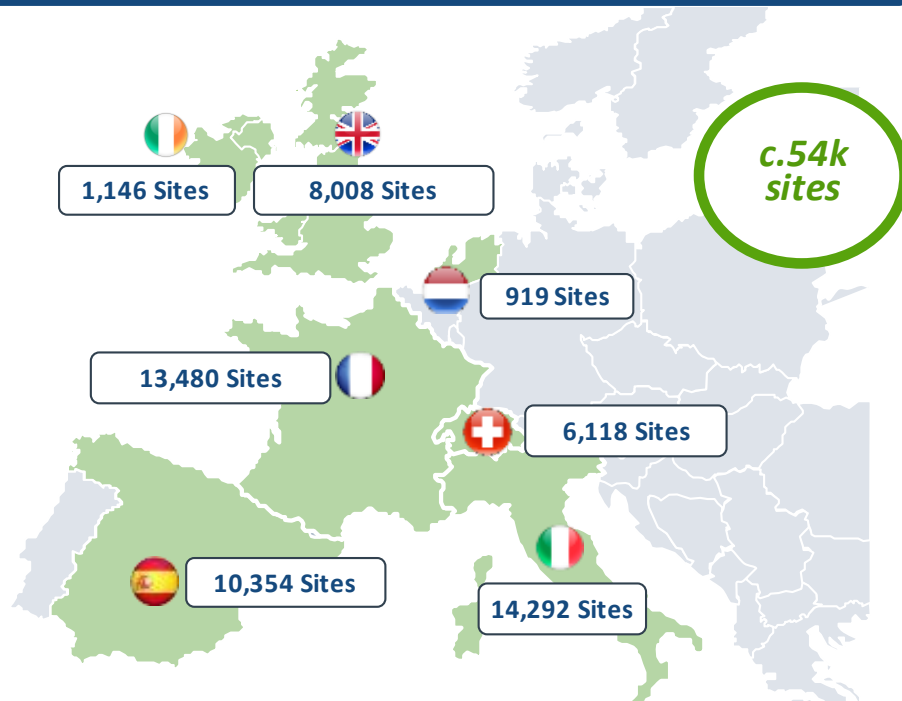 c.54k
sites
1,146 Sites
8,008 Sites
919 Sites
13,480 Sites
6,118 Sites
10,354 Sites
14,292 Sites